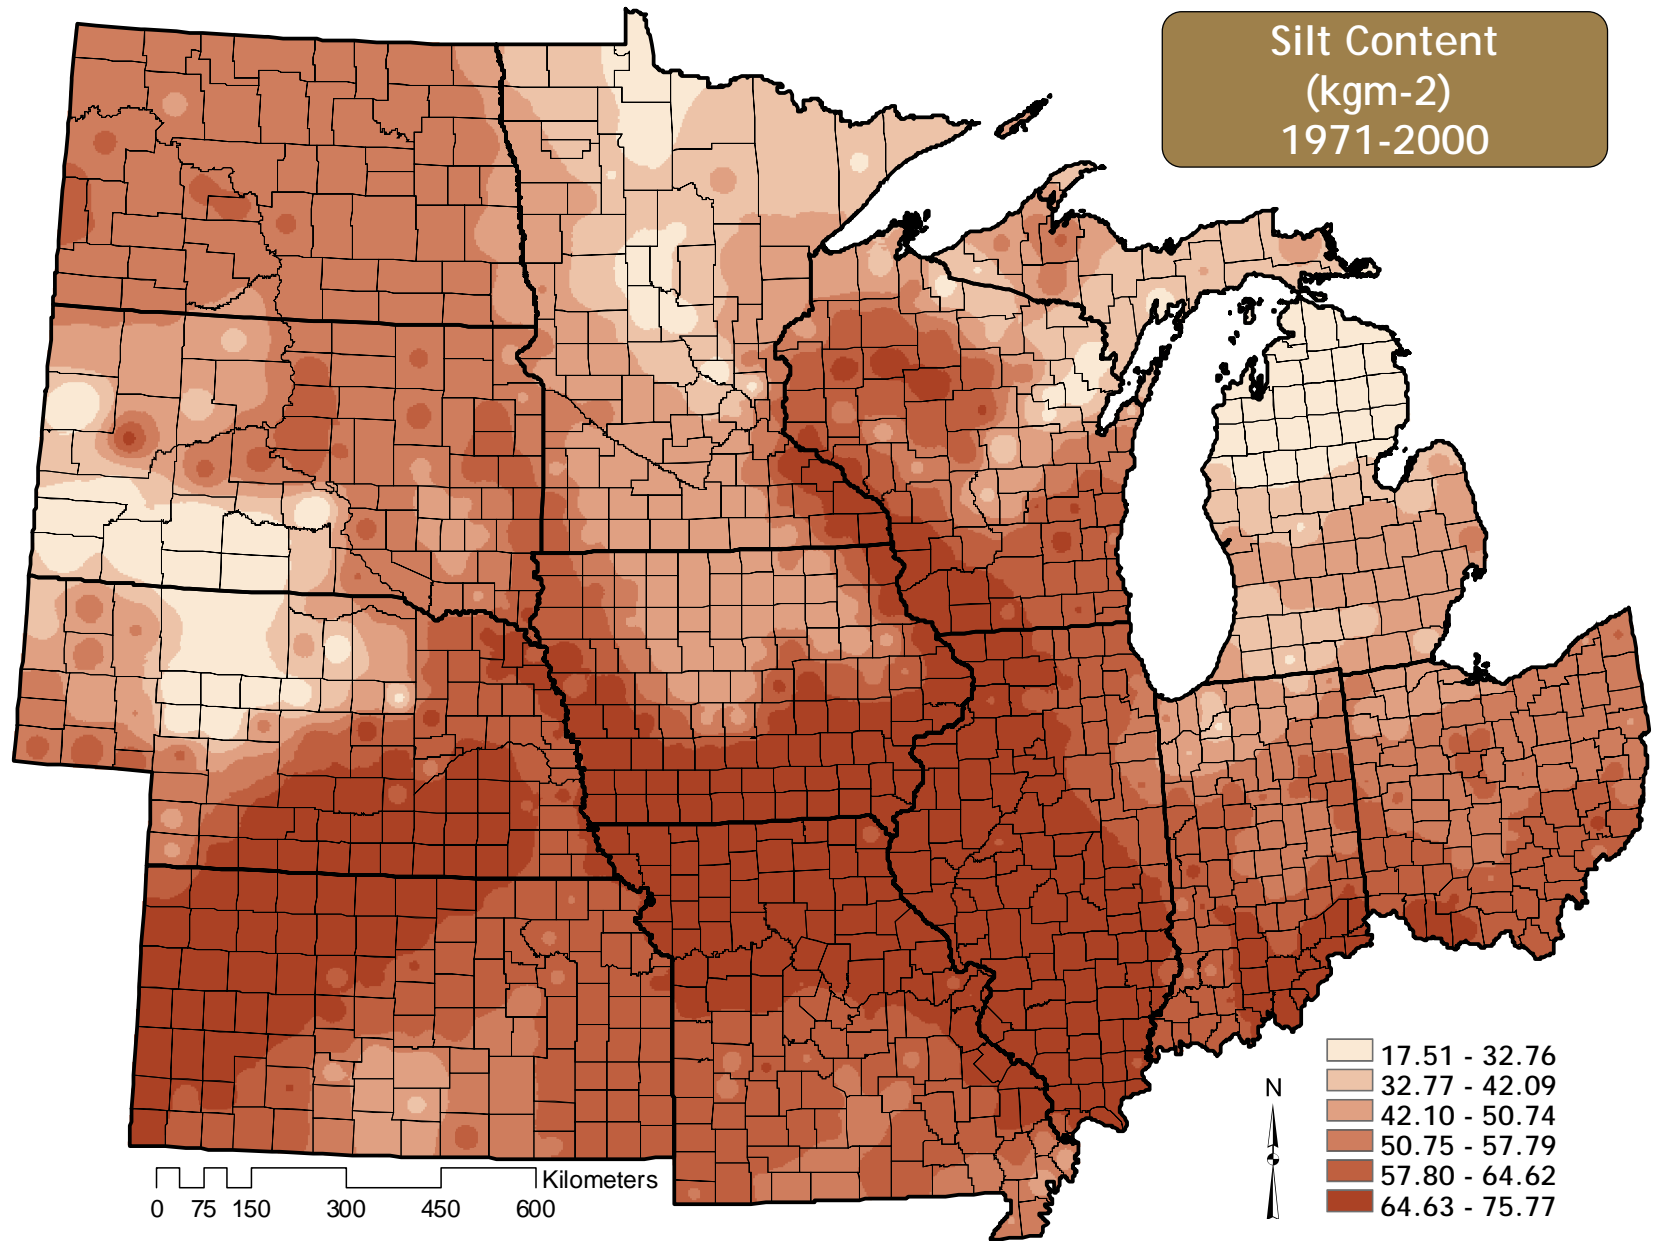 Silt Content
(kgm-2)
1971-2000
N
17.51 - 32.76
32.77 - 42.09
42.10 - 50.74
50.75 - 57.79
57.80 - 64.62
64.63 - 75.77
Kilometers
0 75 150 300 450 600